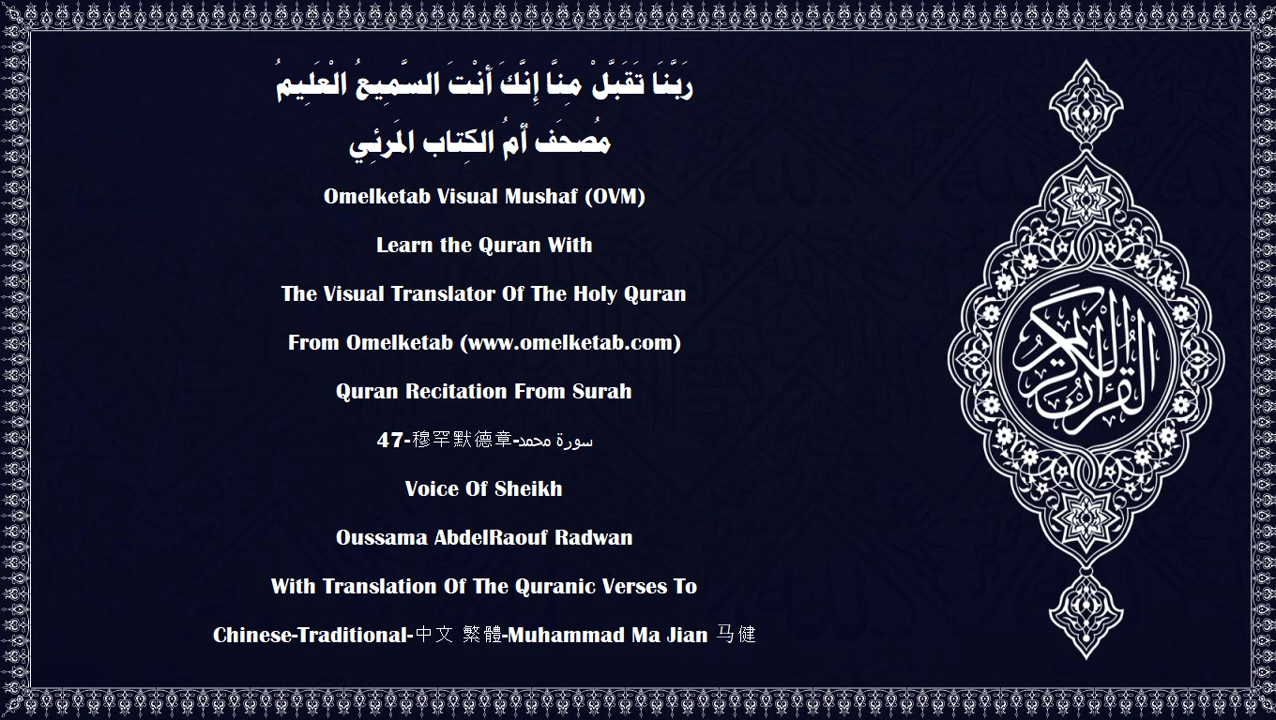 رَبَّنَا تَقَبَّلْ مِنَّا إِنَّكَ أَنْتَ السَّمِيعُ الْعَلِيمُ
مُصحَف أمُ الكِتاب المَرئِي
Omelketab Visual Mushaf (OVM)
Learn the Quran With
The Visual Translator Of The Holy Quran
From Omelketab (www.omelketab.com)
Quran Recitation From Surah
47-穆罕默德章-سورة محمد
Voice Of Sheikh
Oussama AbdelRaouf Radwan
With Translation Of The Quranic Verses To
Chinese-Traditional-中文 繁體-Muhammad Ma Jian 马健
القرآن الكريم